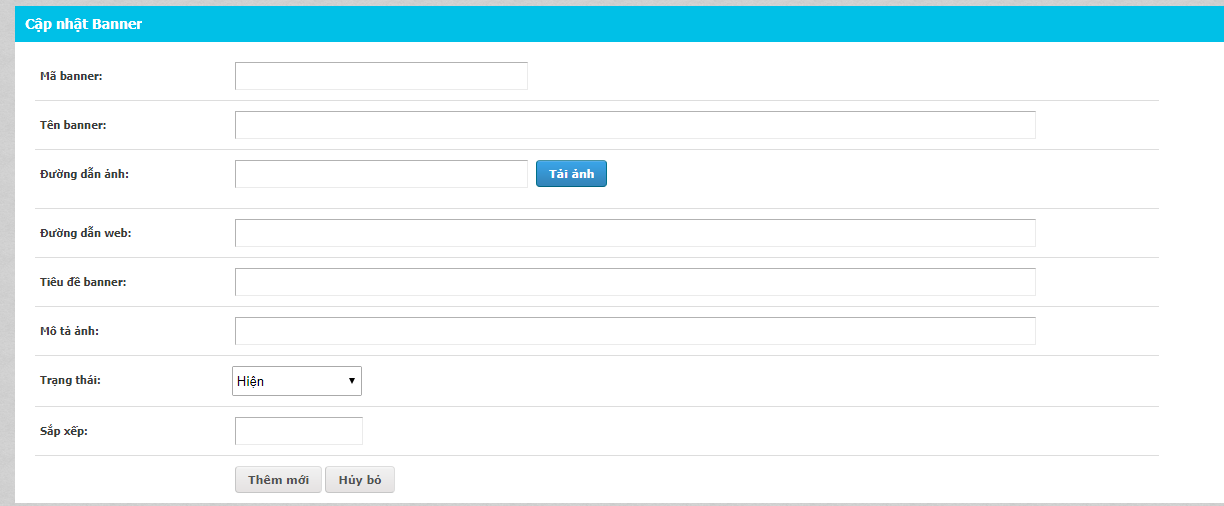 Cập nhật Banner
Mã banner:
Tên banner:
Đường dẫn ảnh:
Tải ảnh
Đường dẫn web:
Tiêu đề banner:
Mô tả ảnh:
Trạng thái:
Hiện
Sắp xếp:
Thêm mới Hủy bỏ